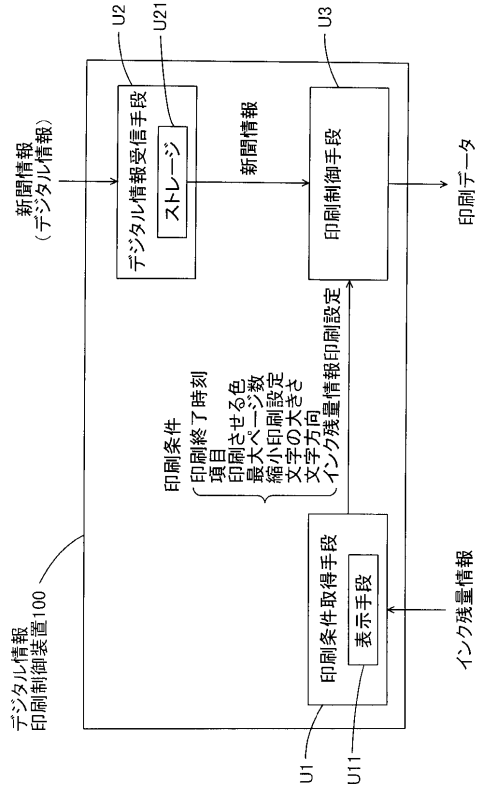 デジタル情報
印刷制御装置100
新聞情報
(デジタル情報)
U2
U21
デジタル情報受信手段
ストレージ
新聞情報
U3
印刷制御手段
印刷データ
印刷条件
印刷終了時刻
項目
印刷させる色
最大ページ数
縮小印刷設定
文字の大きさ
文字方向
インク残量情報印刷設定
印刷条件取得手段
表示手段
U1
U11
インク残量情報